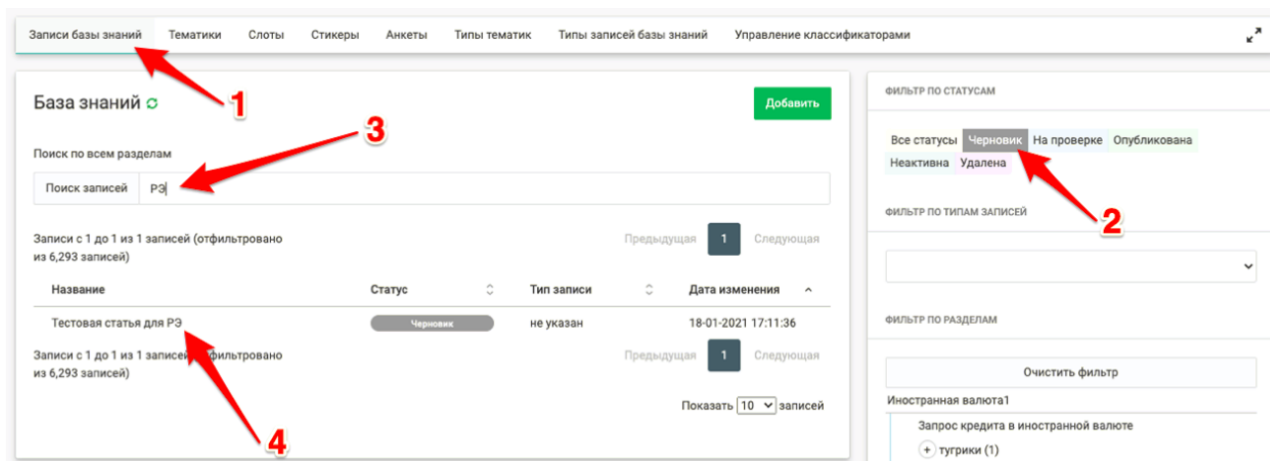 Записи базы знаний Тематики Слоты Стикеры Анкеты Типы тематик Типы записей базы знаний Управление классификаторами
1
База знаний
Добавить
3
Поиск по всем разделам
Поиск записей РЭ
Записи с 1 до 1 из 1 записей (отфильтровано
из 6,293 записей)
Предыдущая 1 Следующая
Название Статус Тип записи Дата изменения
Тестовая статья для РЭ Черновик не указан 18-01-2021 17:11:36
Записи с 1 до 1 из 1 записей (отфильтровано
из 6,293 записей)
Предыдущая 1 Следующая
Показать 10 записей
4
ФИЛЬТР ПО СТАТУСАМ
Все статусы Черновик На проверке Опубликована
Неактивна Удалена
2
ФИЛЬТР ПО ТИПАМ ЗАПИСЕЙ
ФИЛЬТР ПО РАЗДЕЛАМ
Очистить фильтр
Иностранная валюта1
Запрос кредита в иностранной валюте
+ тугрики (1)